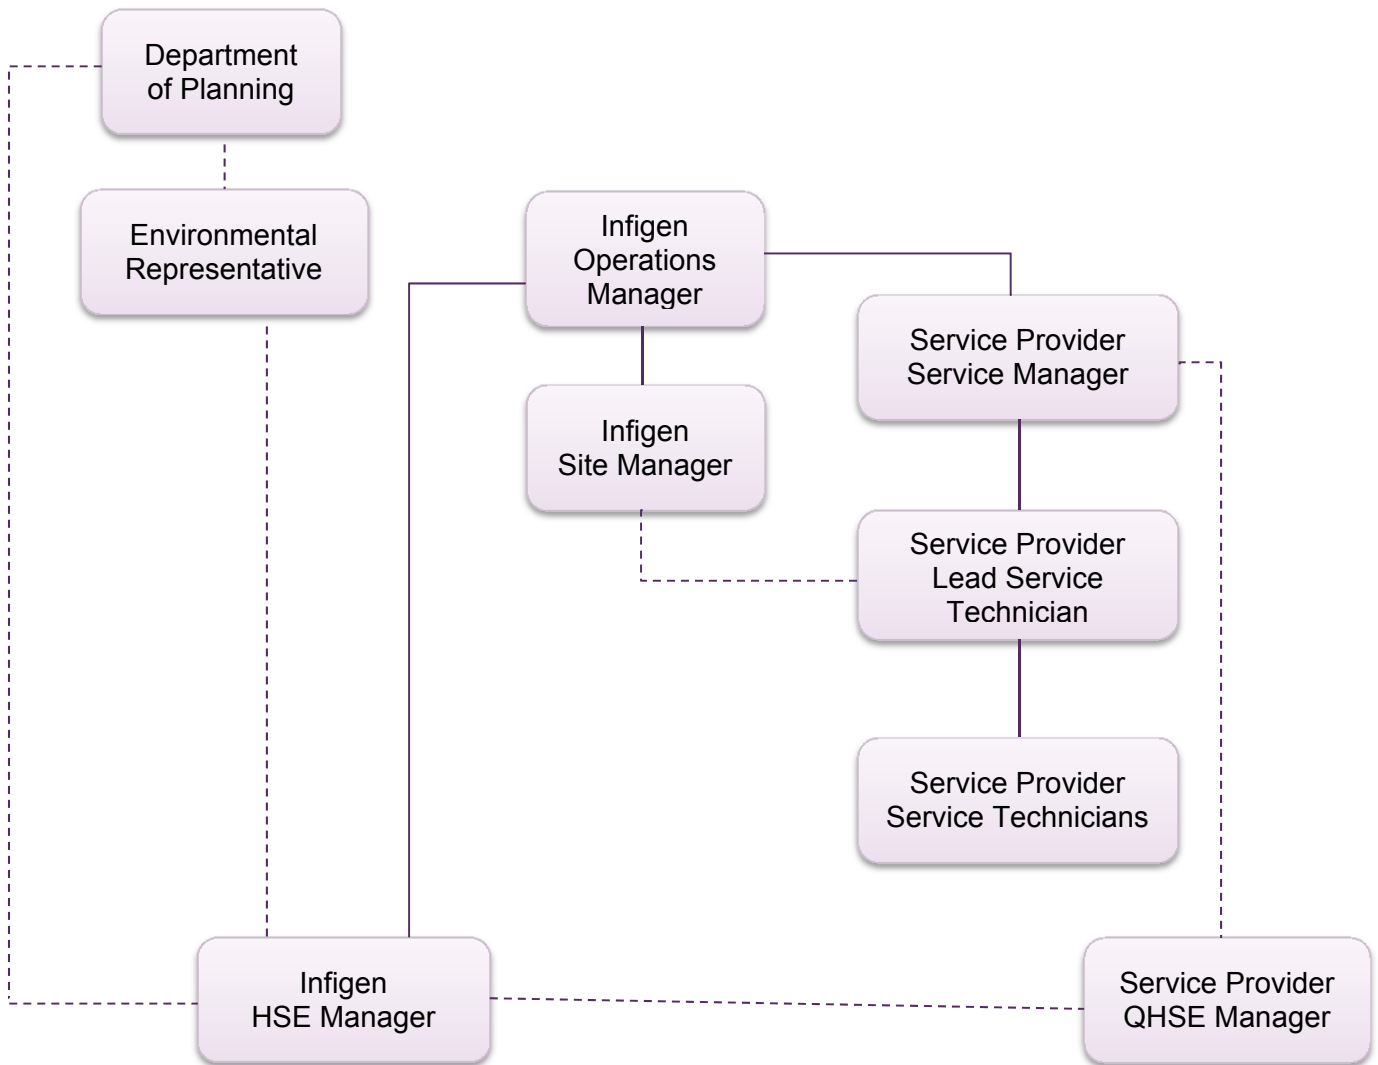 Department
of Planning
Environmental
Representative
Infigen
Operations
Manager
Service Provider
Service Manager
Infigen
Site Manager
Service Provider
Lead Service
Technician
Service Provider
Service Technicians
Infigen
HSE Manager
Service Provider
QHSE Manager